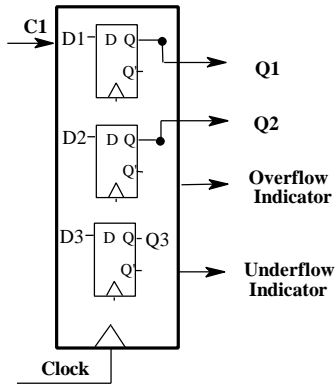 C1
D1 D Q
Q'
Q1
Q2
D2 D Q
Q'
Overflow
Indicator
D3 D Q Q3
Q'
Underflow
Indicator
Clock